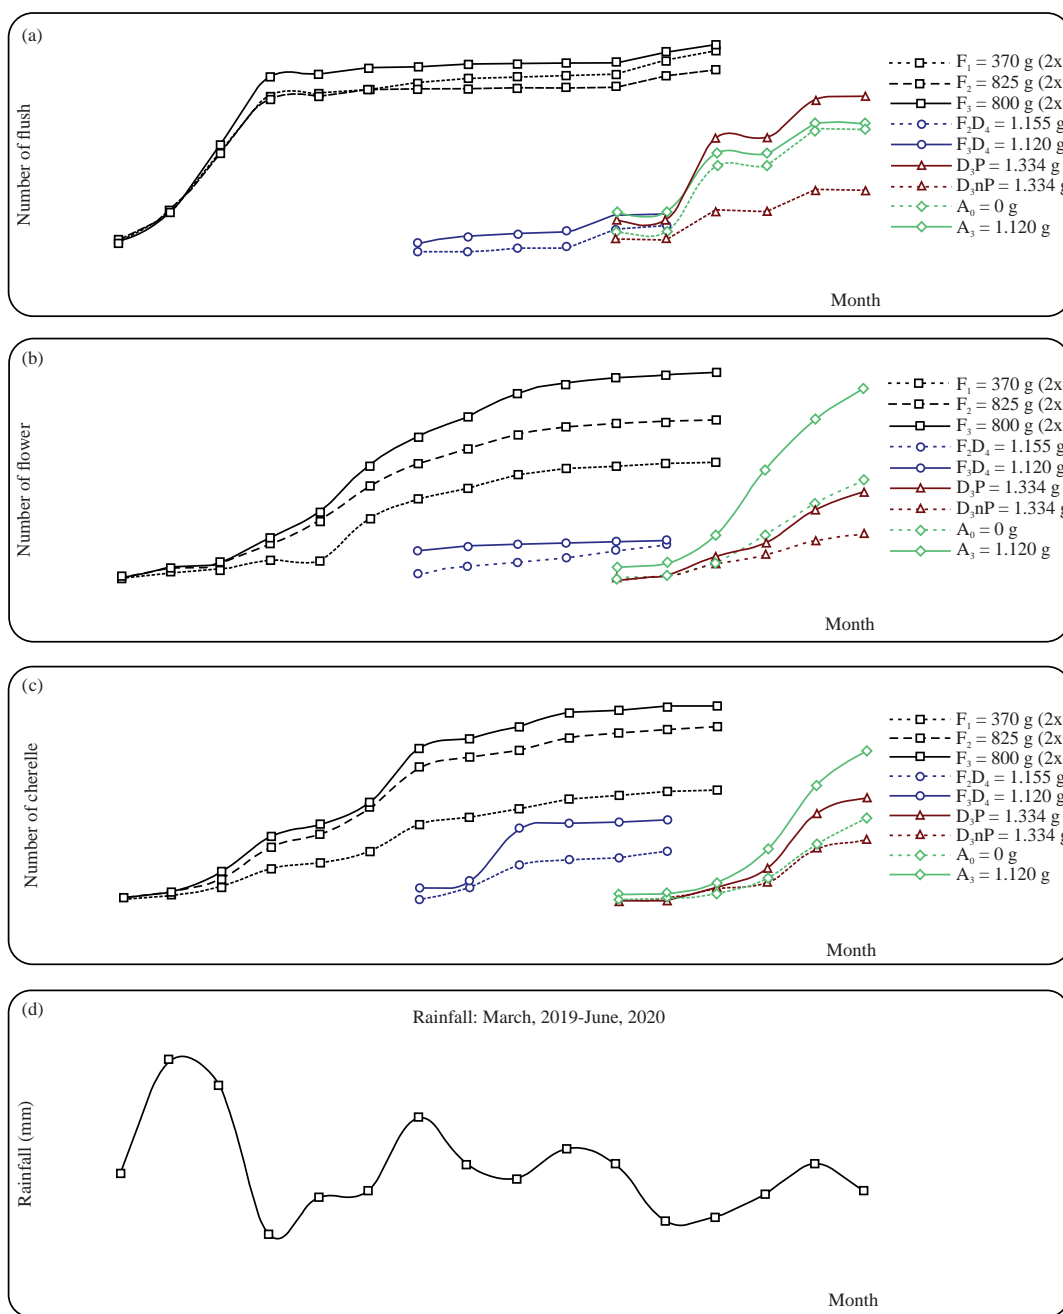 (a)
Number of flush
F₁ = 370 g (2x
F₂ = 825 g (2x
F₃ = 800 g (2x
F₂D₄ = 1.155 g
F₃D₄ = 1.120 g
D₃P = 1.334 g
D₃nP = 1.334 g
A₀ = 0 g
A₃ = 1.120 g
Month
(b)
Number of flower
F₁ = 370 g (2x
F₂ = 825 g (2x
F₃ = 800 g (2x
F₂D₄ = 1.155 g
F₃D₄ = 1.120 g
D₃P = 1.334 g
D₃nP = 1.334 g
A₀ = 0 g
A₃ = 1.120 g
Month
(c)
Number of cherelle
F₁ = 370 g (2x
F₂ = 825 g (2x
F₃ = 800 g (2x
F₂D₄ = 1.155 g
F₃D₄ = 1.120 g
D₃P = 1.334 g
D₃nP = 1.334 g
A₀ = 0 g
A₃ = 1.120 g
Month
(d)
Rainfall: March, 2019-June, 2020
Rainfall (mm)
Month